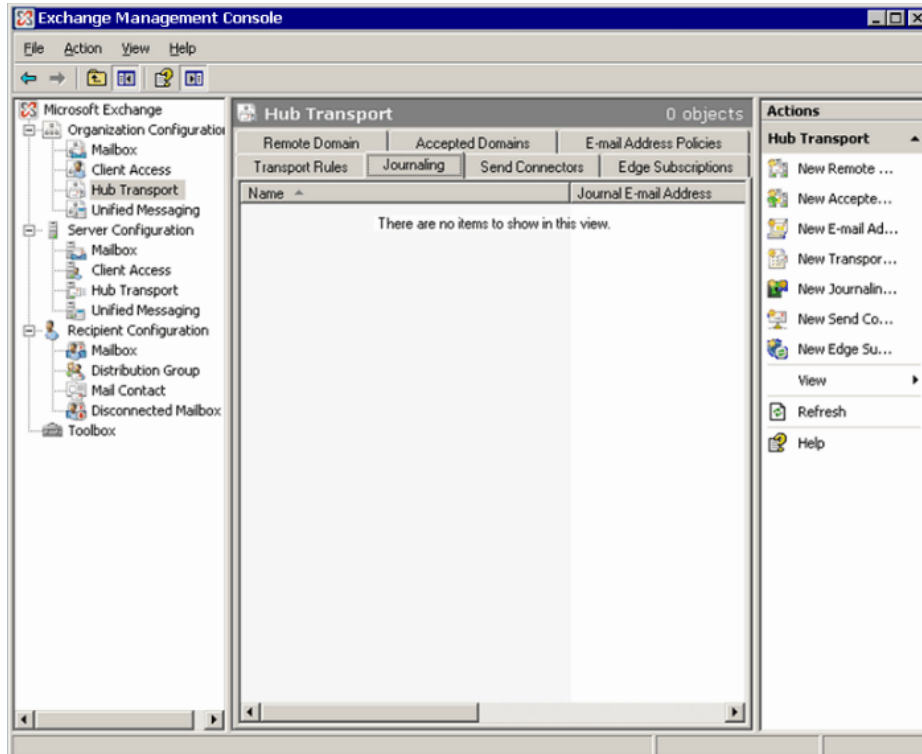 Exchange Management Console
File Action View Help
Microsoft Exchange
Organization Configuration
Mailbox
Client Access
Hub Transport
Unified Messaging
Server Configuration
Mailbox
Client Access
Hub Transport
Unified Messaging
Recipient Configuration
Mailbox
Distribution Group
Mail Contact
Disconnected Mailbox
Toolbox
Hub Transport 0 objects
Remote Domain Accepted Domains E-mail Address Policies
Transport Rules Journaling Send Connectors Edge Subscriptions
Name Journal E-mail Address
There are no items to show in this view.
Actions
Hub Transport
New Remote ...
New Accepte...
New E-mail Ad...
New Transpor...
New Journalin...
New Send Co...
New Edge Su...
View
Refresh
Help